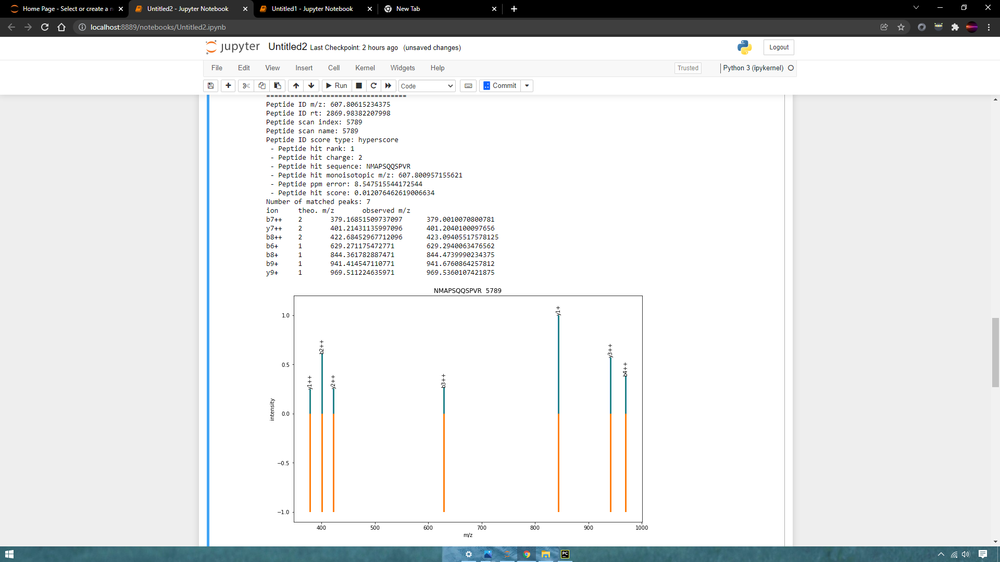 Home Page - Select or create a n
Untitled2 - Jupyter Notebook
Untitled1 - Jupyter Notebook
New Tab
localhost:8889/notebooks/Untitled2.ipynb
jupyter Untitled2 Last Checkpoint: 2 hours ago (unsaved changes)
Logout
File Edit View Insert Cell Kernel Widgets Help
Trusted
Python 3 (ipykernel)
Run
Code
Commit
===================================
Peptide ID m/z: 607.80615234375
Peptide ID rt: 2869.98382207998
Peptide scan index: 5789
Peptide scan name: 5789
Peptide ID score type: hyperscore
- Peptide hit rank: 1
- Peptide hit charge: 2
- Peptide hit sequence: NMAPSQQSPVR
- Peptide hit monoisotopic m/z: 607.800957155621
- Peptide ppm error: 8.547515544172544
- Peptide hit score: 0.012076462619006634
Number of matched peaks: 7
ion theo. m/z observed m/z
b7++ 2 379.16851509737097 379.0010070800781
y7++ 2 401.21431135997096 401.2040100097656
b8++ 2 422.68452967712096 423.09405517578125
b6+ 1 629.271175472771 629.2940063476562
b8+ 1 844.361782887471 844.4739990234375
b9+ 1 941.414547110771 941.6760864257812
y9+ 1 969.511224635971 969.5360107421875
NMAPSQQSPVR 5789
y1+
b2++
y3++
b4++
y1++
y2++
b3++
1.0
0.5
0.0
−0.5
−1.0
intensity
400 500 600 700 800 900 1000
m/z
PC